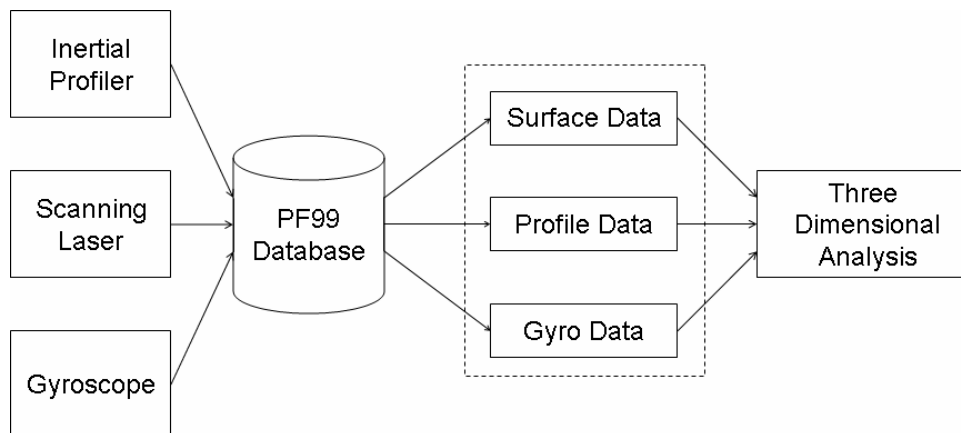 Inertial
Profiler
Scanning
Laser
Gyroscope
PF99
Database
Surface Data
Profile Data
Gyro Data
Three
Dimensional
Analysis